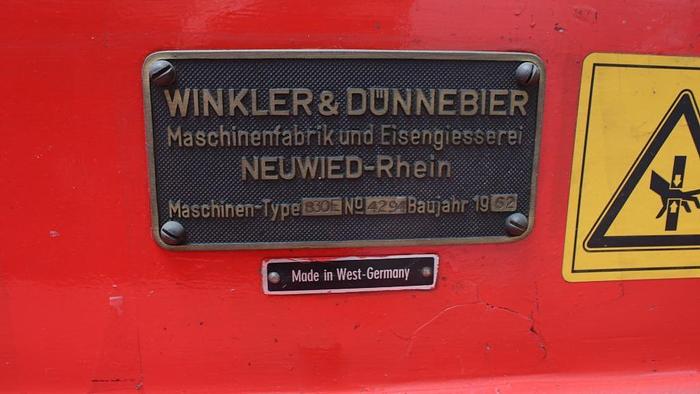 WINKLER & DÜNNEBIER
Maschinenfabrik und Eisengiesserei
NEUWIED-Rhein
Maschinen-Type 830E No 4294 Baujahr 1962
Made in West-Germany